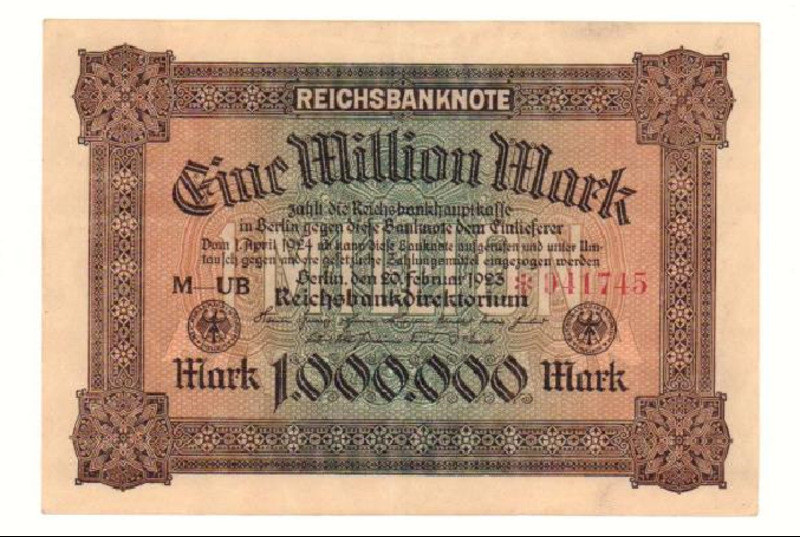 REICHSBANKNOTE
Eine Million Mark
zahlt die Reichsbankhauptkasse
in Berlin gegen diese Banknote dem Einlieferer
Vom 1. April 1924 ab kann diese Banknote aufgerufen und unter Um-
tausch gegen andere gesetzliche Zahlungsmittel eingezogen werden
Berlin, den 20. Februar 1923
M—UB
*041745
Reichsbankdirektorium
1 MILLION
Mark 1.000.000 Mark